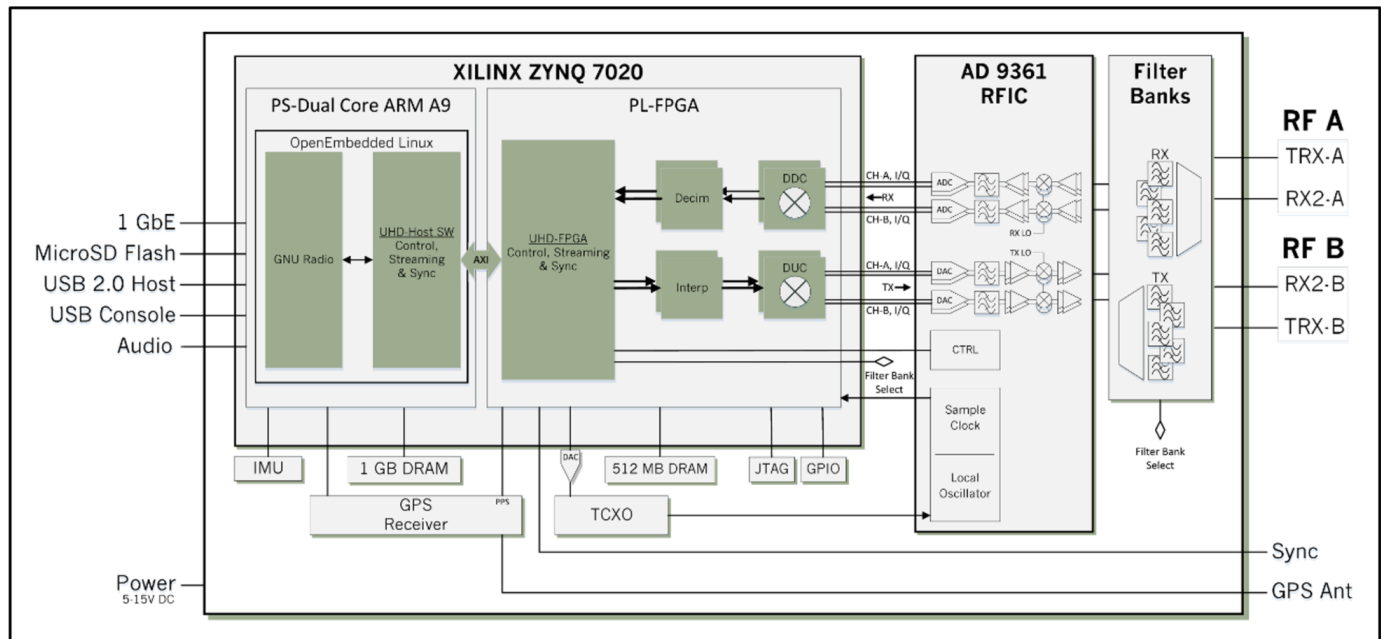 XILINX ZYNQ 7020
PS-Dual Core ARM A9
OpenEmbedded Linux
GNU Radio
UHD-Host SW
Control,
Streaming
& Sync
AXI
PL-FPGA
UHD-FPGA
Control, Streaming
& Sync
Decim
DDC
Interp
DUC
CH-A, I/Q
RX
CH-B, I/Q
CH-A, I/Q
TX
CH-B, I/Q
Filter Bank
Select
AD 9361
RFIC
ADC
ADC
RX LO
TX LO
DAC
DAC
CTRL
Sample
Clock
Local
Oscillator
Filter
Banks
RX
TX
Filter Bank
Select
RF A
TRX-A
RX2-A
RF B
RX2-B
TRX-B
1 GbE
MicroSD Flash
USB 2.0 Host
USB Console
Audio
IMU
1 GB DRAM
DAC
512 MB DRAM
JTAG
GPIO
GPS
Receiver
PPS
TCXO
Sync
GPS Ant
Power
5-15V DC